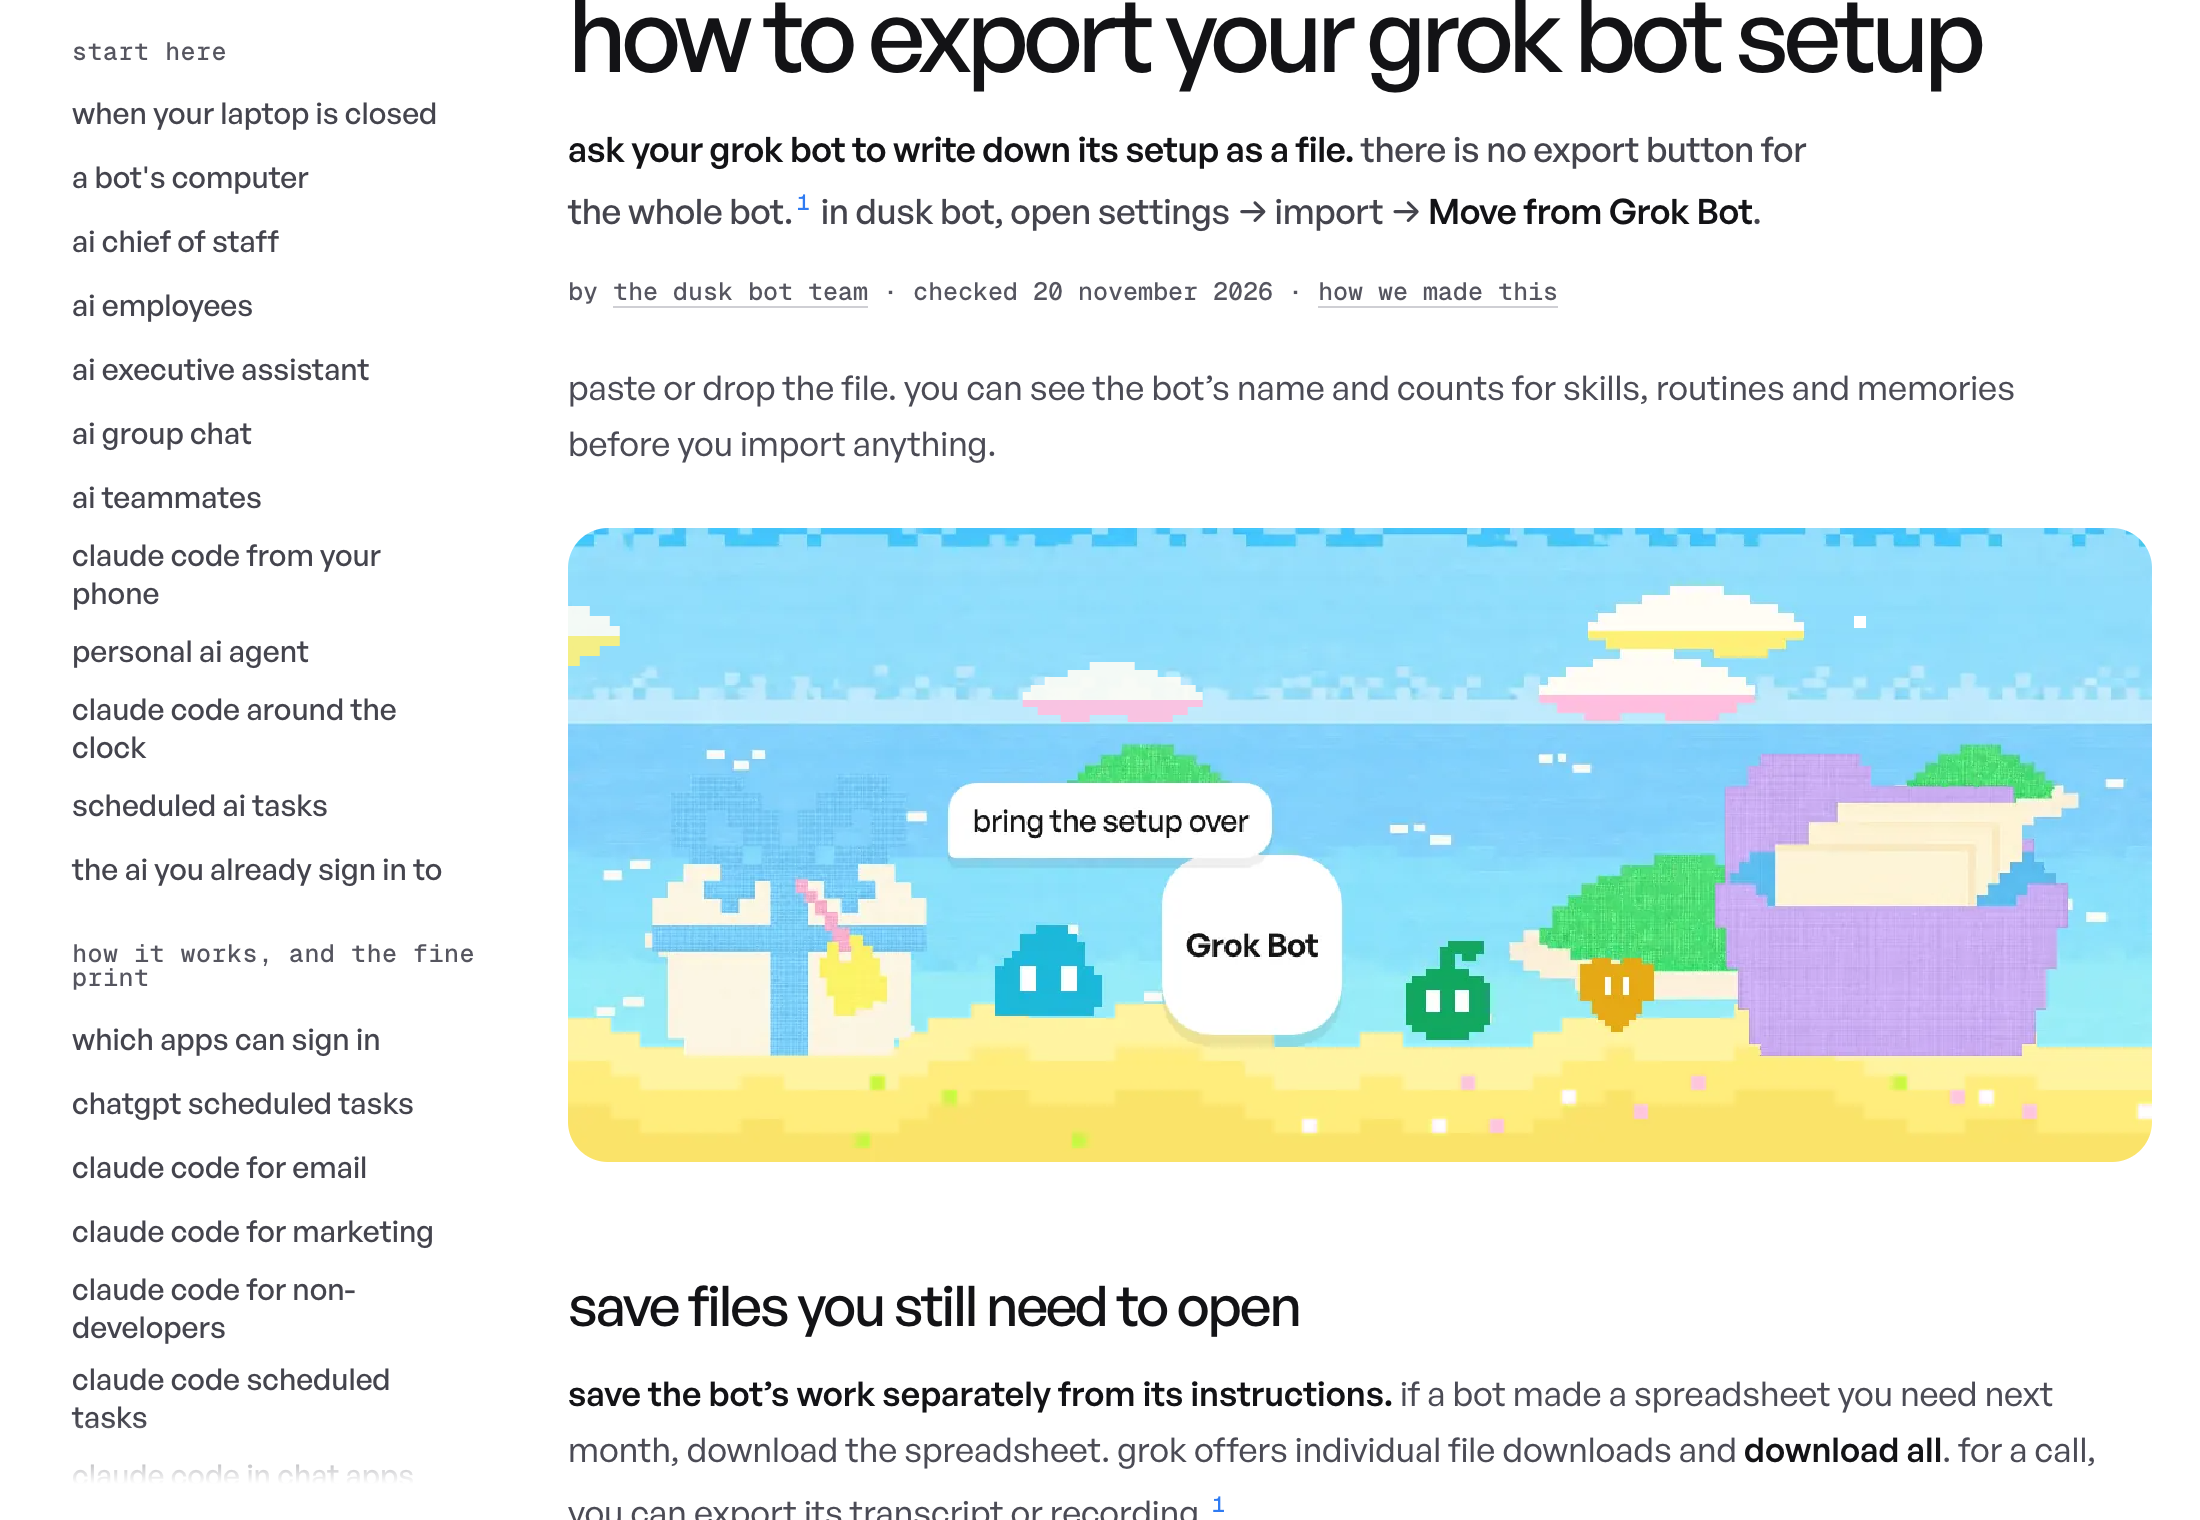 start here
when your laptop is closed
a bot's computer
ai chief of staff
ai employees
ai executive assistant
ai group chat
ai teammates
claude code from your
phone
personal ai agent
claude code around the
clock
scheduled ai tasks
the ai you already sign in to
how it works, and the fine
print
which apps can sign in
chatgpt scheduled tasks
claude code for email
claude code for marketing
claude code for non-
developers
claude code scheduled
tasks
claude code in chat apps
how to export your grok bot setup
ask your grok bot to write down its setup as a file. there is no export button for
the whole bot.1 in dusk bot, open settings → import → Move from Grok Bot.
by the dusk bot team · checked 20 november 2026 · how we made this
paste or drop the file. you can see the bot’s name and counts for skills, routines and memories
before you import anything.
bring the setup over
Grok Bot
save files you still need to open
save the bot’s work separately from its instructions. if a bot made a spreadsheet you need next
month, download the spreadsheet. grok offers individual file downloads and download all. for a call,
you can export its transcript or recording. 1